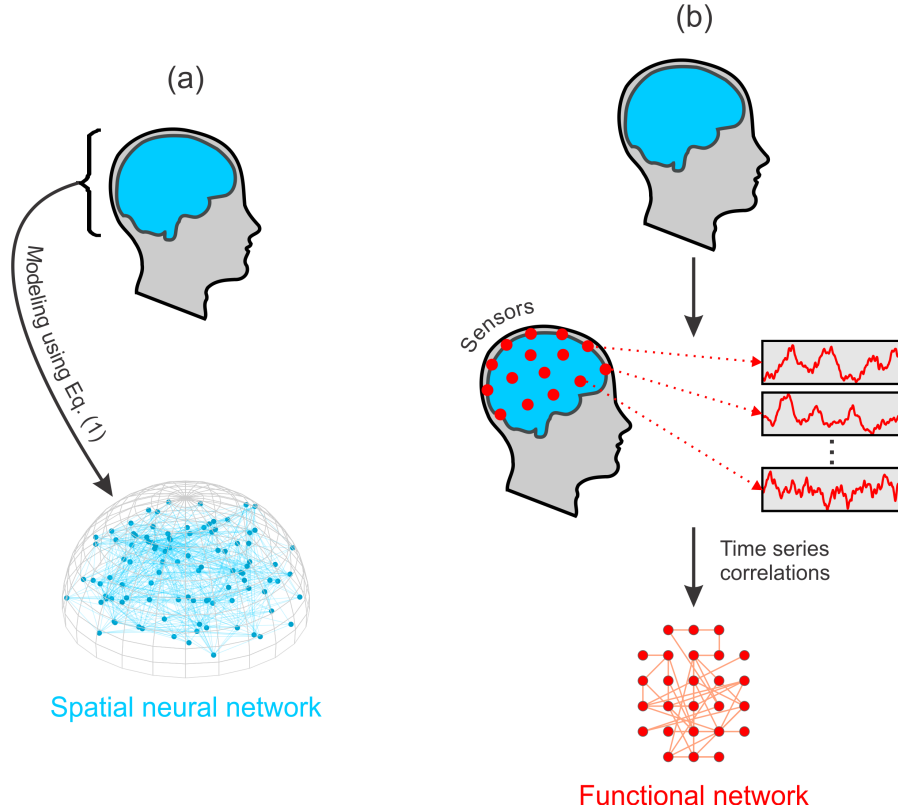 (a)
Modeling using Eq. (1)
Spatial neural network
(b)
Sensors
Time series
correlations
Functional network